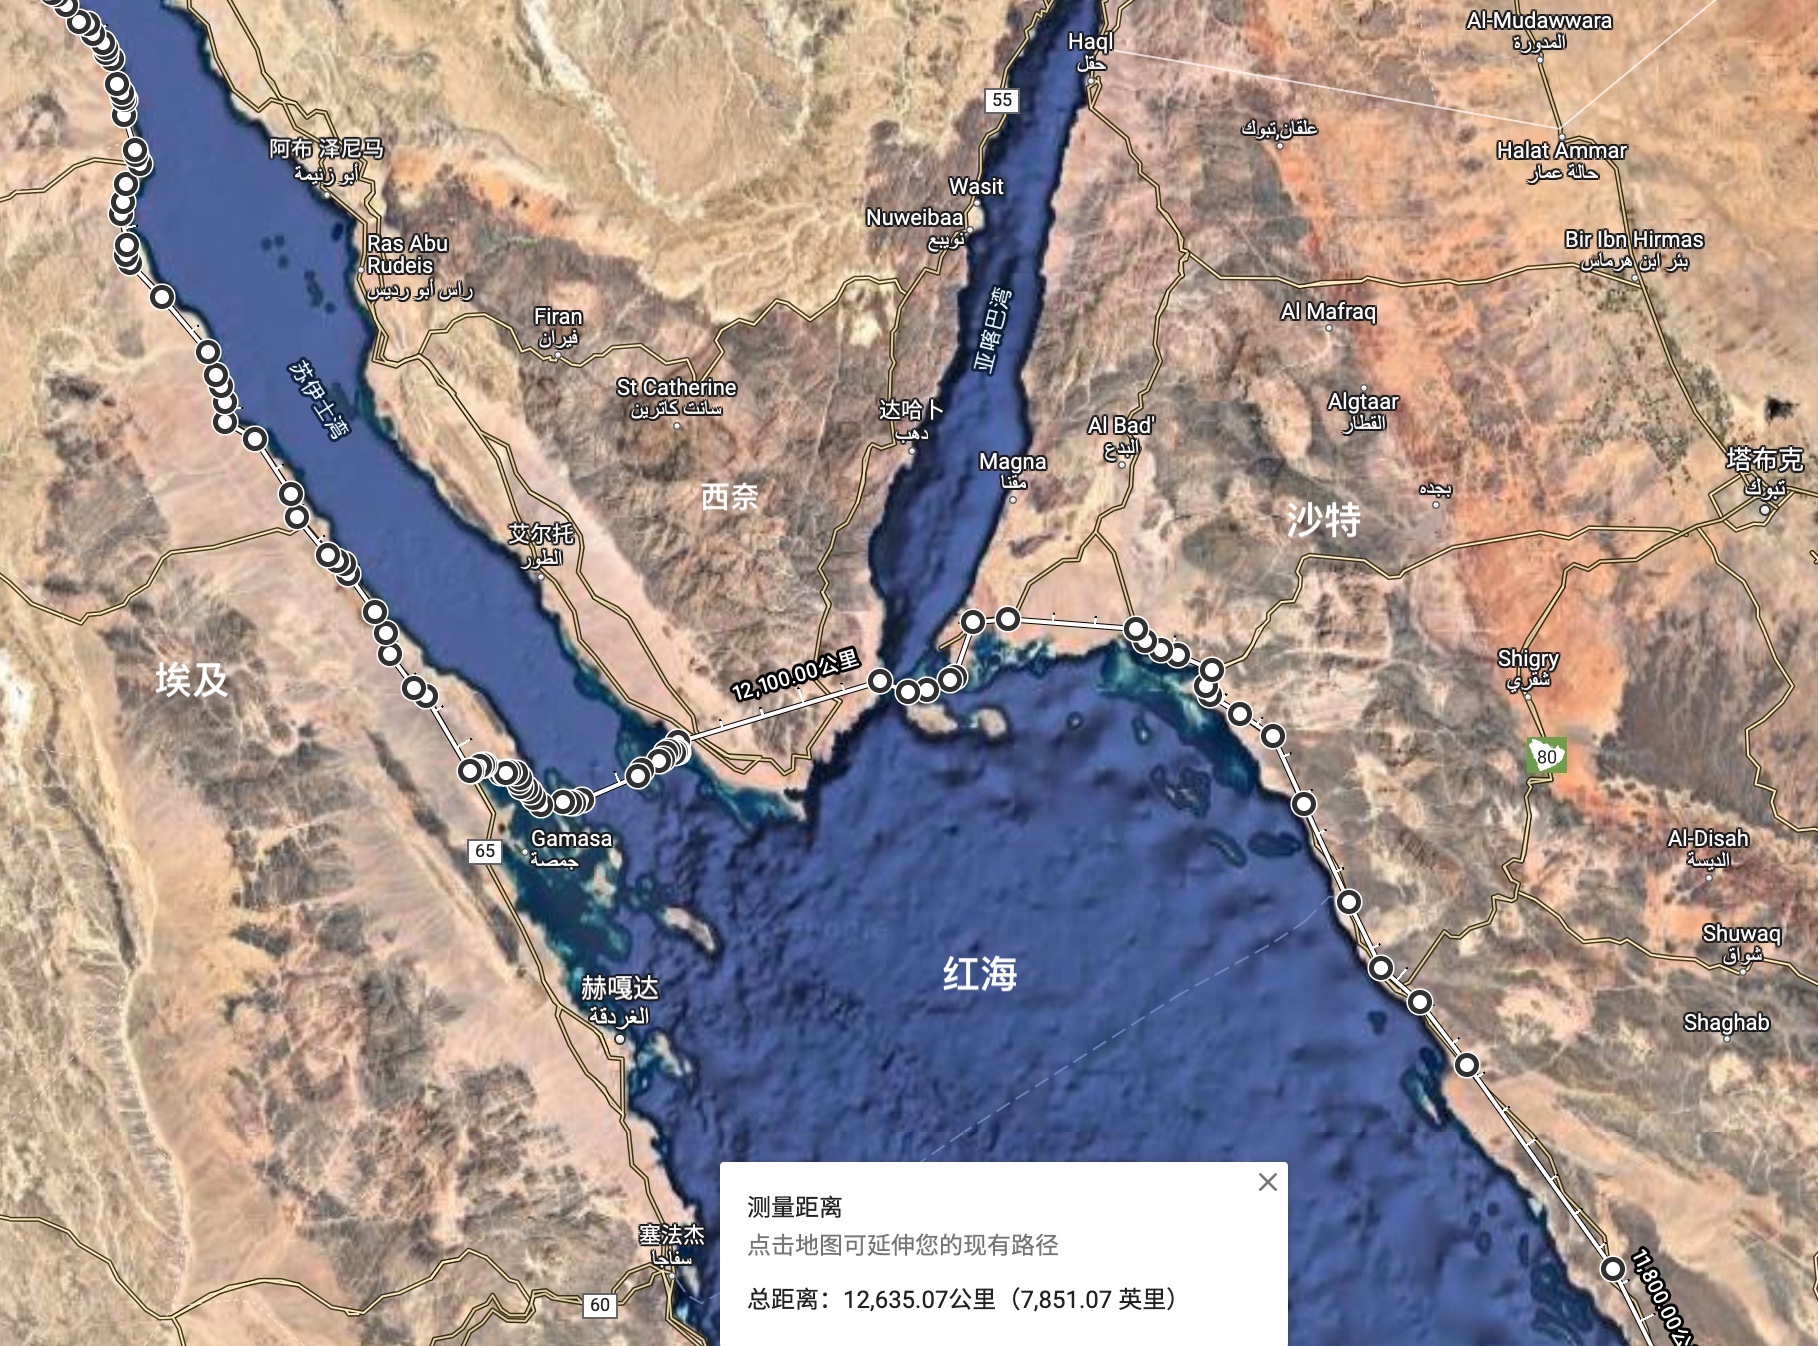 Al-Mudawwara
المدورة
Haql
حقل
55
علقان,تبوك
Halat Ammar
حالة عمار
阿布 泽尼马
أبو زنيمة
Wasit
Nuweibaa
نويبع
Ras Abu
Rudeis
راس أبو رديس
Bir Ibn Hirmas
بئر ابن هرماس
Firan
فيران
亚喀巴湾
Al Mafraq
苏伊士湾
St Catherine
سانت كاترين
达哈卜
دهب
Al Bad'
البدع
Algtaar
القطار
Magna
مقنا
塔布克
تبوك
西奈
بجده
沙特
艾尔托
الطور
埃及
12,100.00公里
Shigry
شقري
80
Gamasa
جمصة
65
Al-Disah
الديسة
Shuwaq
شواق
红海
赫嘎达
الغردقة
Shaghab
塞法杰
سفاجا
60
11,800.00公
测量距离
点击地图可延伸您的现有路径
总距离：12,635.07公里（7,851.07 英里）